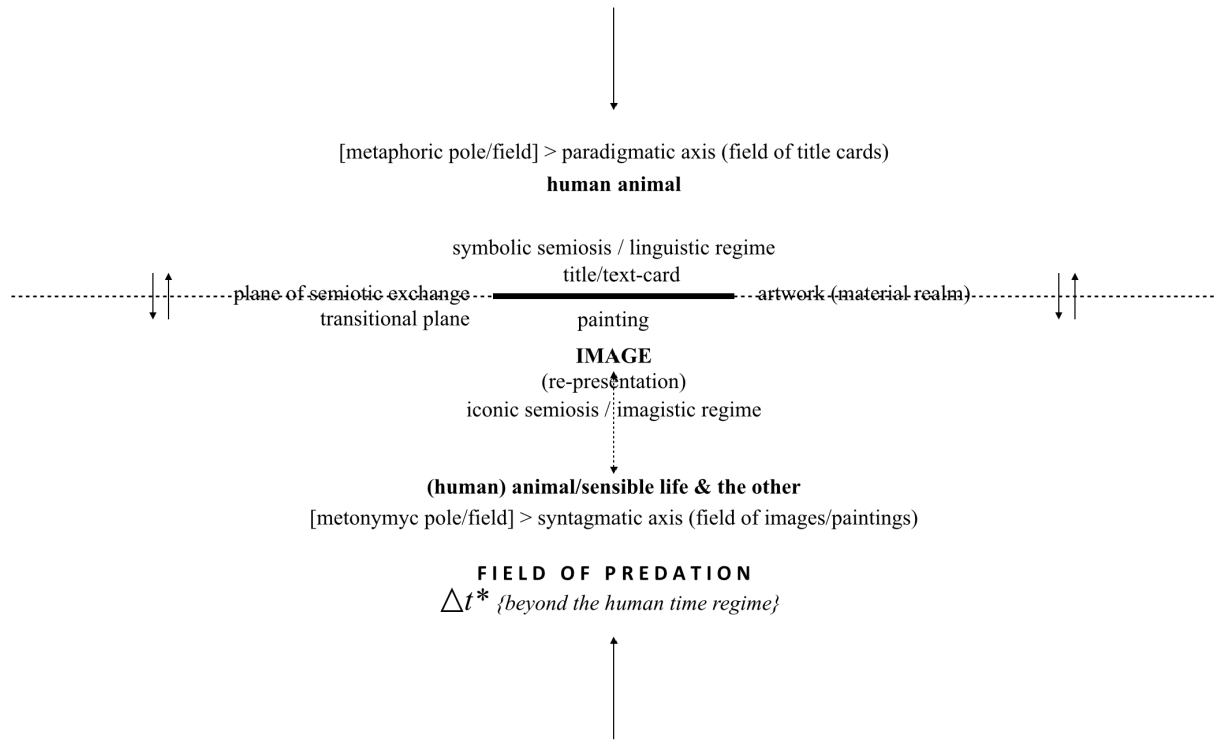 [metaphoric pole/field] > paradigmatic axis (field of title cards)
human animal
symbolic semiosis / linguistic regime
title/text-card
plane of semiotic exchange
artwork (material realm)
transitional plane
painting
IMAGE
(re-presentation)
iconic semiosis / imagistic regime
(human) animal/sensible life & the other
[metonymyc pole/field] > syntagmatic axis (field of images/paintings)
FIELD OF PREDATION
△t* {beyond the human time regime}